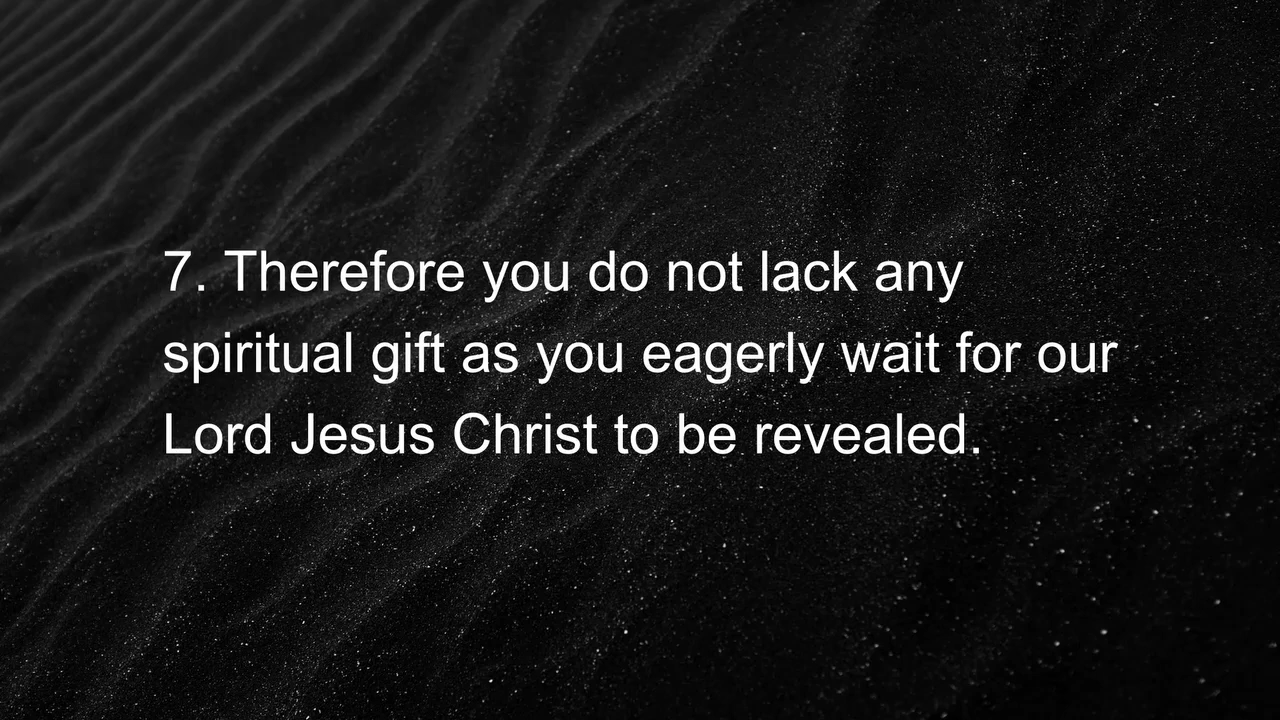 7. Therefore you do not lack any
spiritual gift as you eagerly wait for our
Lord Jesus Christ to be revealed.